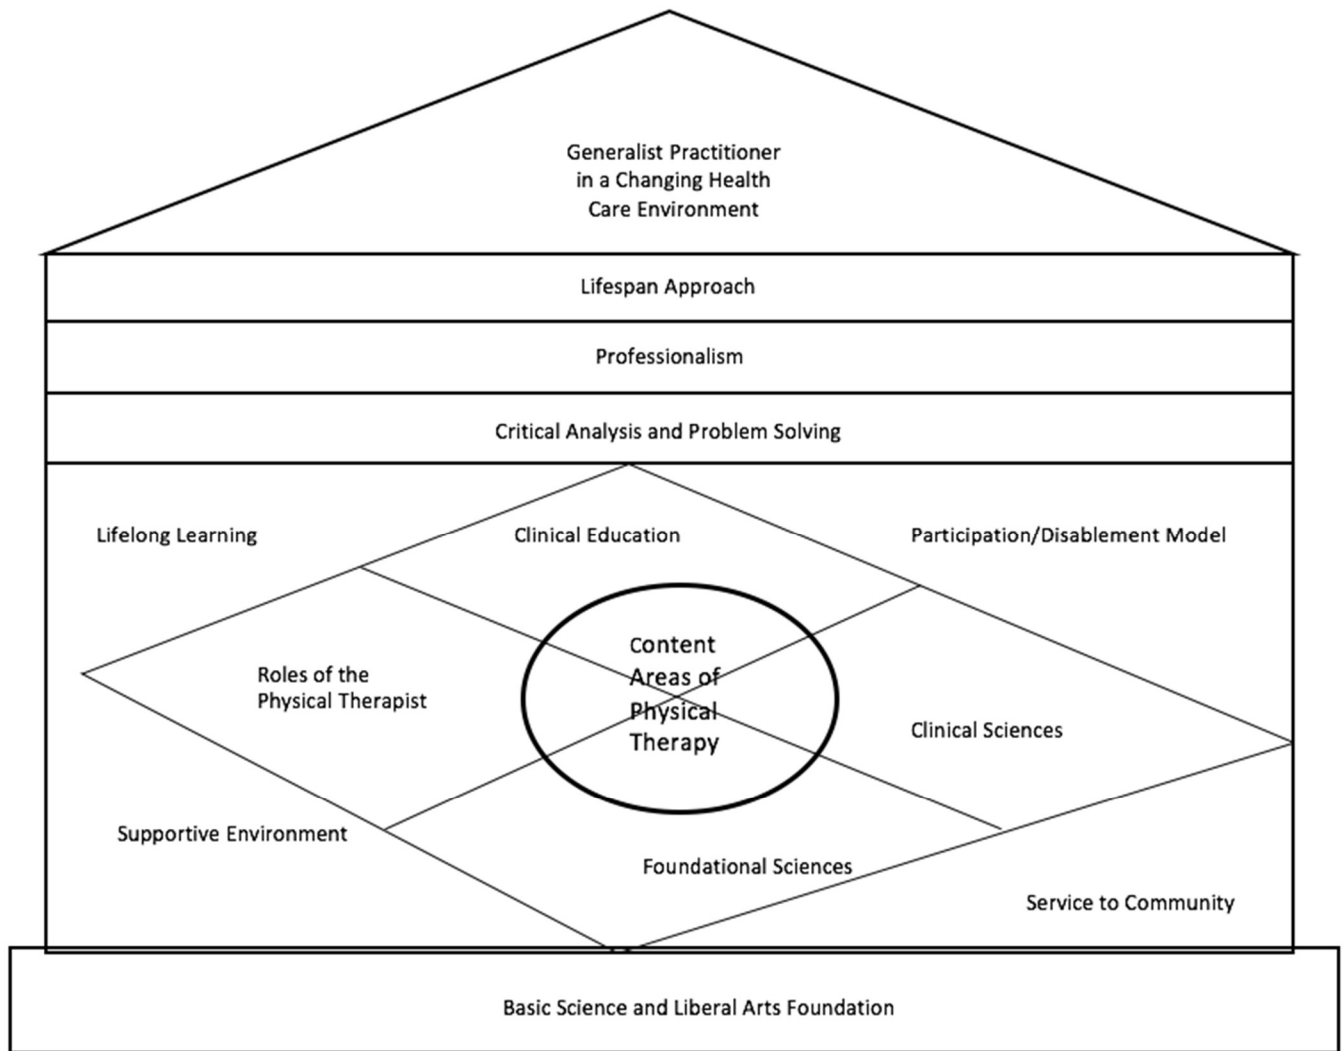 Generalist Practitioner
in a Changing Health
Care Environment
Lifespan Approach
Professionalism
Critical Analysis and Problem Solving
Lifelong Learning
Clinical Education
Participation/Disablement Model
Content
Areas of
Physical
Therapy
Roles of the
Physical Therapist
Clinical Sciences
Supportive Environment
Foundational Sciences
Service to Community
Basic Science and Liberal Arts Foundation